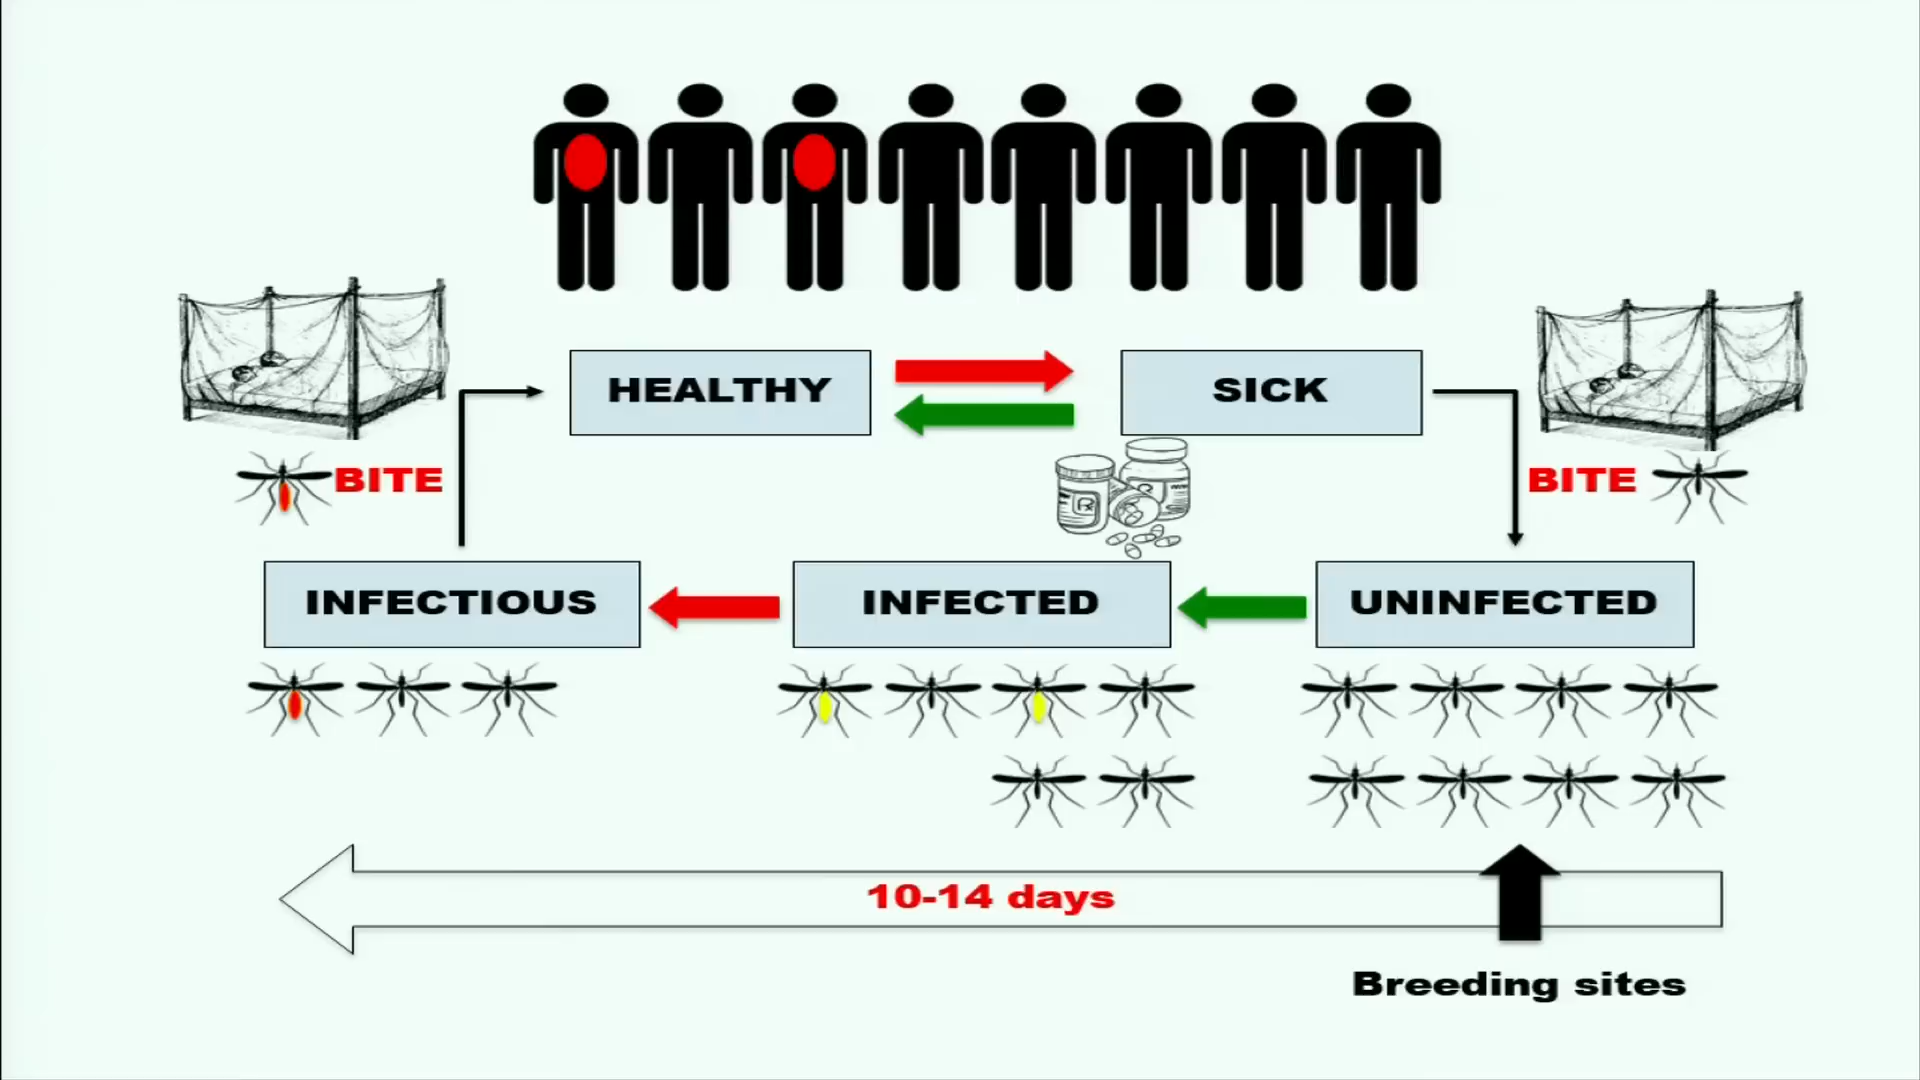 HEALTHY
SICK
BITE
BITE
INFECTIOUS
INFECTED
UNINFECTED
10-14 days
Breeding sites